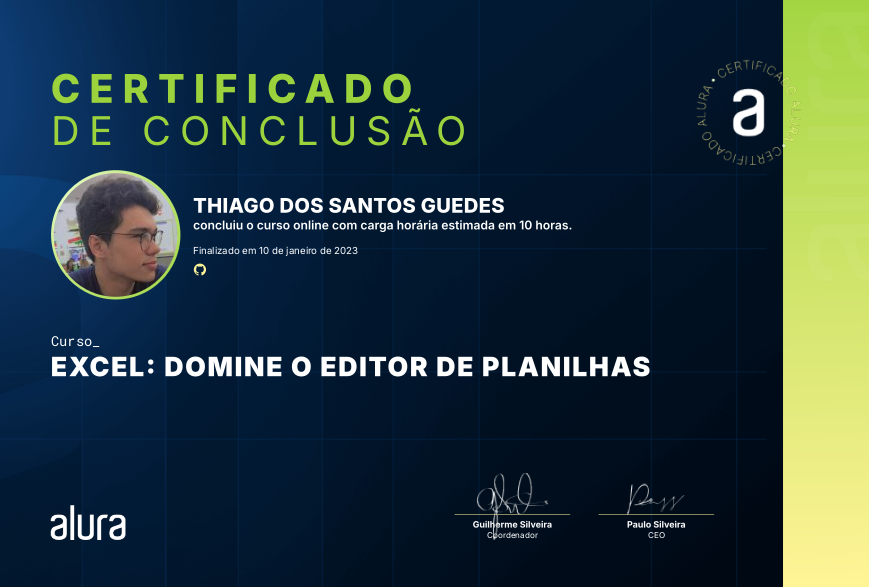 CERTIFICADO
DE CONCLUSÃO
CERTIFICADO ALURA • CERTIFICADO ALURA •
a
THIAGO DOS SANTOS GUEDES
concluiu o curso online com carga horária estimada em 10 horas.
Finalizado em 10 de janeiro de 2023
Curso_
EXCEL: DOMINE O EDITOR DE PLANILHAS
alura
Guilherme Silveira
Coordenador
Paulo Silveira
CEO